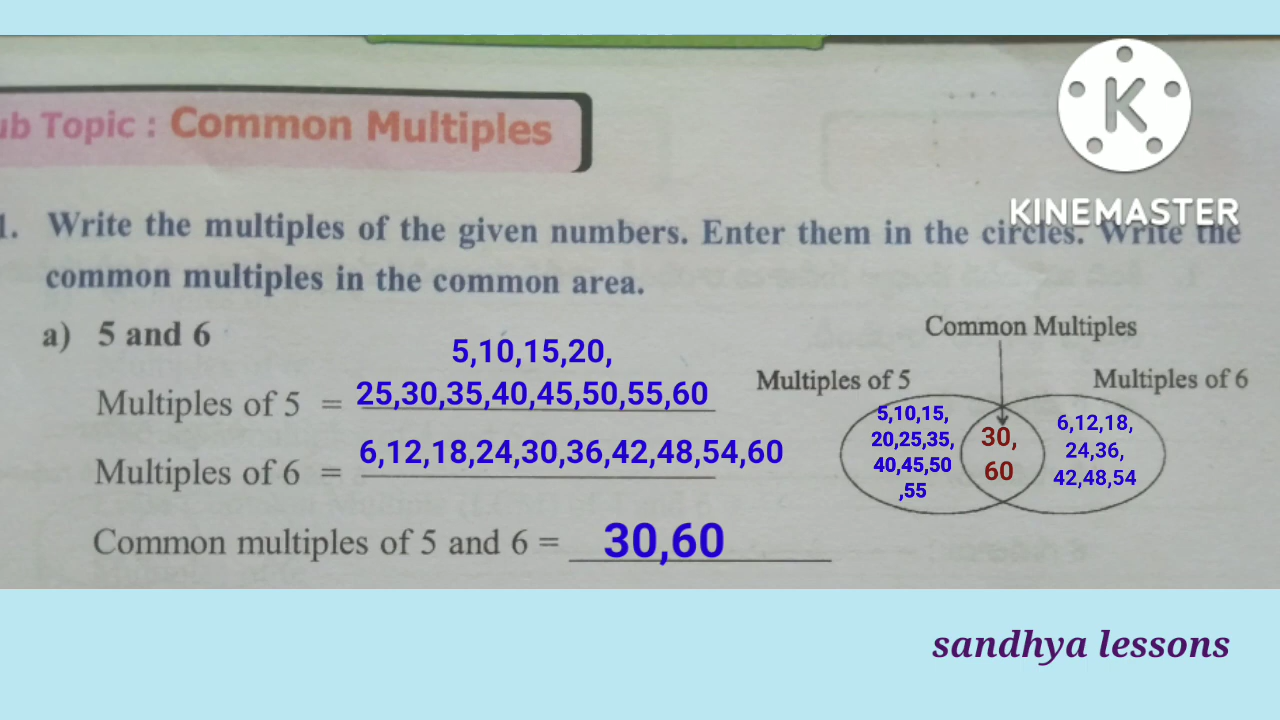 ub Topic : Common Multiples
K
KINEMASTER
1. Write the multiples of the given numbers. Enter them in the circles. Write the
common multiples in the common area.
a) 5 and 6
5,10,15,20,
Multiples of 5 = 25,30,35,40,45,50,55,60
Multiples of 6 = 6,12,18,24,30,36,42,48,54,60
Common multiples of 5 and 6 = 30,60
Common Multiples
Multiples of 5
Multiples of 6
5,10,15,
20,25,35,
40,45,50
,55
30,
60
6,12,18,
24,36,
42,48,54
sandhya lessons